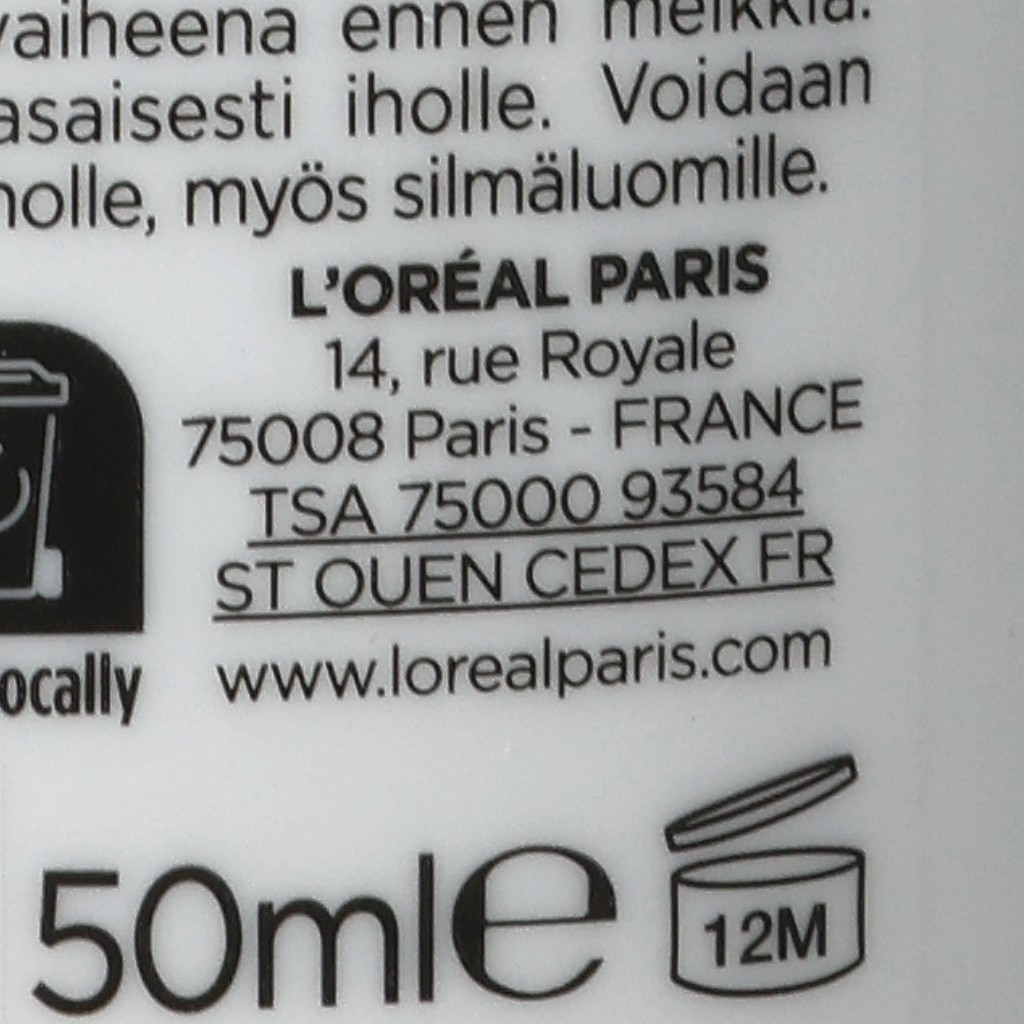 vaiheena ennen meikkiä.
asaisesti iholle. Voidaan
holle, myös silmäluomille.
L'ORÉAL PARIS
14, rue Royale
75008 Paris - FRANCE
TSA 75000 93584
ST OUEN CEDEX FR
ocally
www.lorealparis.com
50ml e
12M